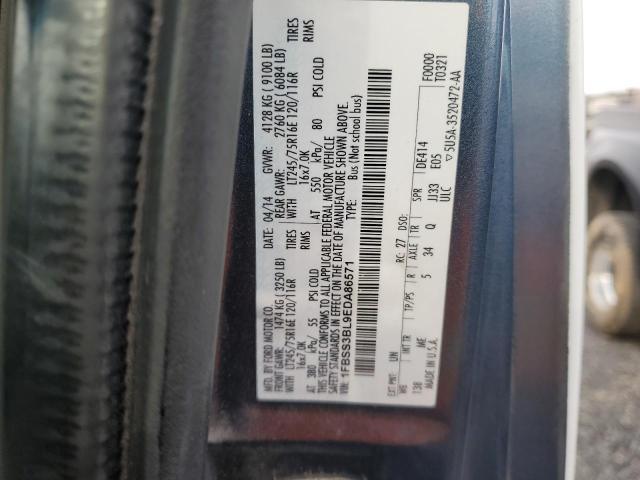 MFD. BY FORD MOTOR CO.
DATE: 04/14 GVWR: 4128 KG ( 9100 LB)
FRONT GAWR: 1474 KG ( 3250 LB) REAR GAWR: 2760 KG ( 6084 LB)
WITH LT245/75R16E 120/116R TIRES WITH LT245/75R16E 120/116R TIRES
16x7.0K RIMS 16x7.0K RIMS
AT 380 kPa/ 55 PSI COLD AT 550 kPa/ 80 PSI COLD
THIS VEHICLE CONFORMS TO ALL APPLICABLE FEDERAL MOTOR VEHICLE
SAFETY STANDARDS IN EFFECT ON THE DATE OF MANUFACTURE SHOWN ABOVE.
VIN: 1FBSS3BL9EDA86571 TYPE: Bus (Not school bus)
EXT PNT: UN RC: 27 DSO: F0000
WB INT TR TP/PS R AXLE TR SPR DE414 T0321
138 ME 5 34 Q JJ33 E05
MADE IN U.S.A. ULC ▽5U5A-3520472-AA